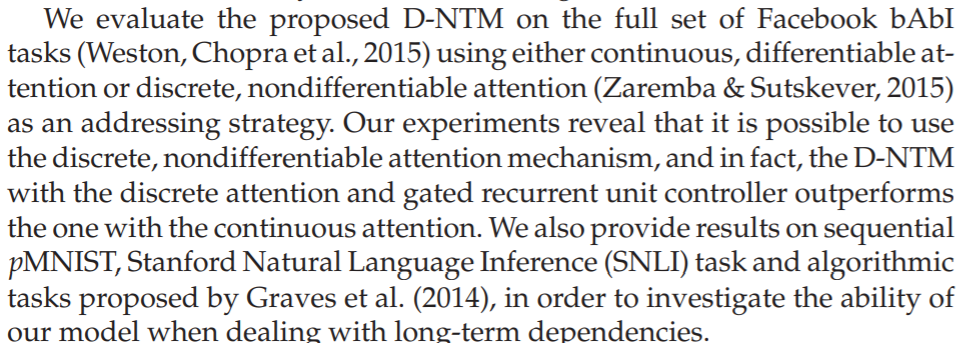 We evaluate the proposed D-NTM on the full set of Facebook bAbI
tasks (Weston, Chopra et al., 2015) using either continuous, differentiable at-
tention or discrete, nondifferentiable attention (Zaremba & Sutskever, 2015)
as an addressing strategy. Our experiments reveal that it is possible to use
the discrete, nondifferentiable attention mechanism, and in fact, the D-NTM
with the discrete attention and gated recurrent unit controller outperforms
the one with the continuous attention. We also provide results on sequential
pMNIST, Stanford Natural Language Inference (SNLI) task and algorithmic
tasks proposed by Graves et al. (2014), in order to investigate the ability of
our model when dealing with long-term dependencies.